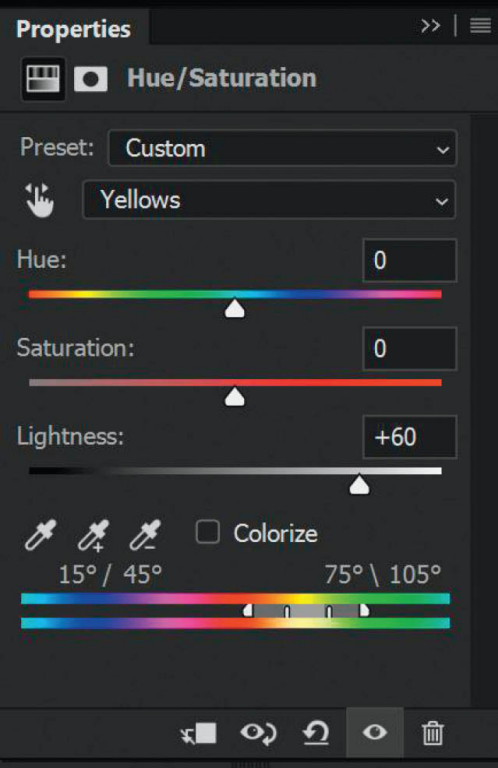 Properties
Hue/Saturation
Preset: Custom
Yellows
Hue: 0
Saturation: 0
Lightness: +60
Colorize
15° / 45° 75° \ 105°